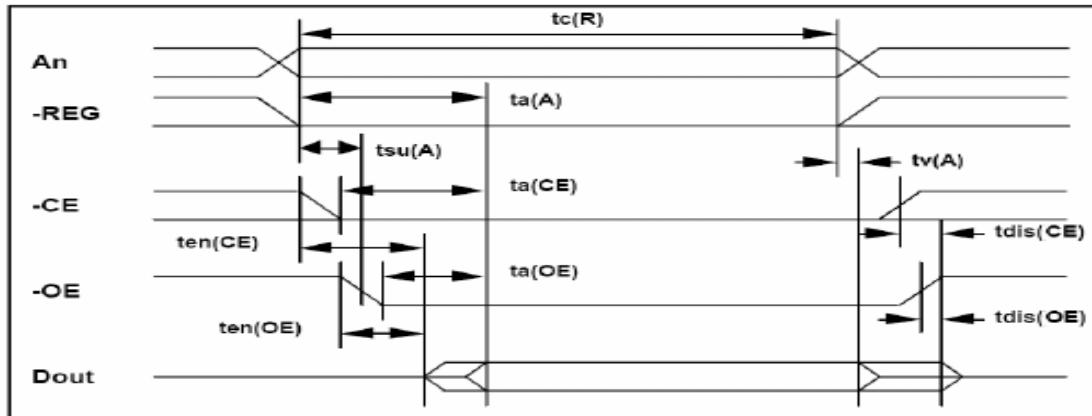 tc(R)
An
ta(A)
-REG
tsu(A)
tv(A)
ta(CE)
-CE
ten(CE)
tdis(CE)
ta(OE)
-OE
ten(OE)
tdis(OE)
Dout